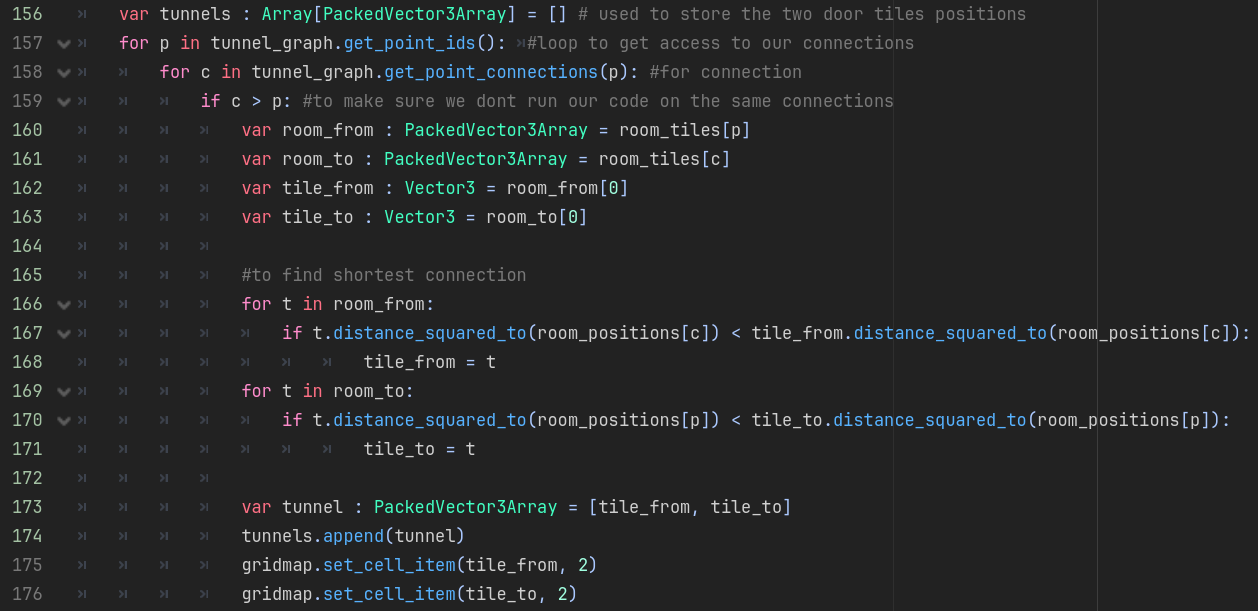 156 var tunnels : Array[PackedVector3Array] = [] # used to store the two door tiles positions
157 for p in tunnel_graph.get_point_ids(): #loop to get access to our connections
158 for c in tunnel_graph.get_point_connections(p): #for connection
159 if c > p: #to make sure we dont run our code on the same connections
160 var room_from : PackedVector3Array = room_tiles[p]
161 var room_to : PackedVector3Array = room_tiles[c]
162 var tile_from : Vector3 = room_from[0]
163 var tile_to : Vector3 = room_to[0]
164
165 #to find shortest connection
166 for t in room_from:
167 if t.distance_squared_to(room_positions[c]) < tile_from.distance_squared_to(room_positions[c]):
168 tile_from = t
169 for t in room_to:
170 if t.distance_squared_to(room_positions[p]) < tile_to.distance_squared_to(room_positions[p]):
171 tile_to = t
172
173 var tunnel : PackedVector3Array = [tile_from, tile_to]
174 tunnels.append(tunnel)
175 gridmap.set_cell_item(tile_from, 2)
176 gridmap.set_cell_item(tile_to, 2)